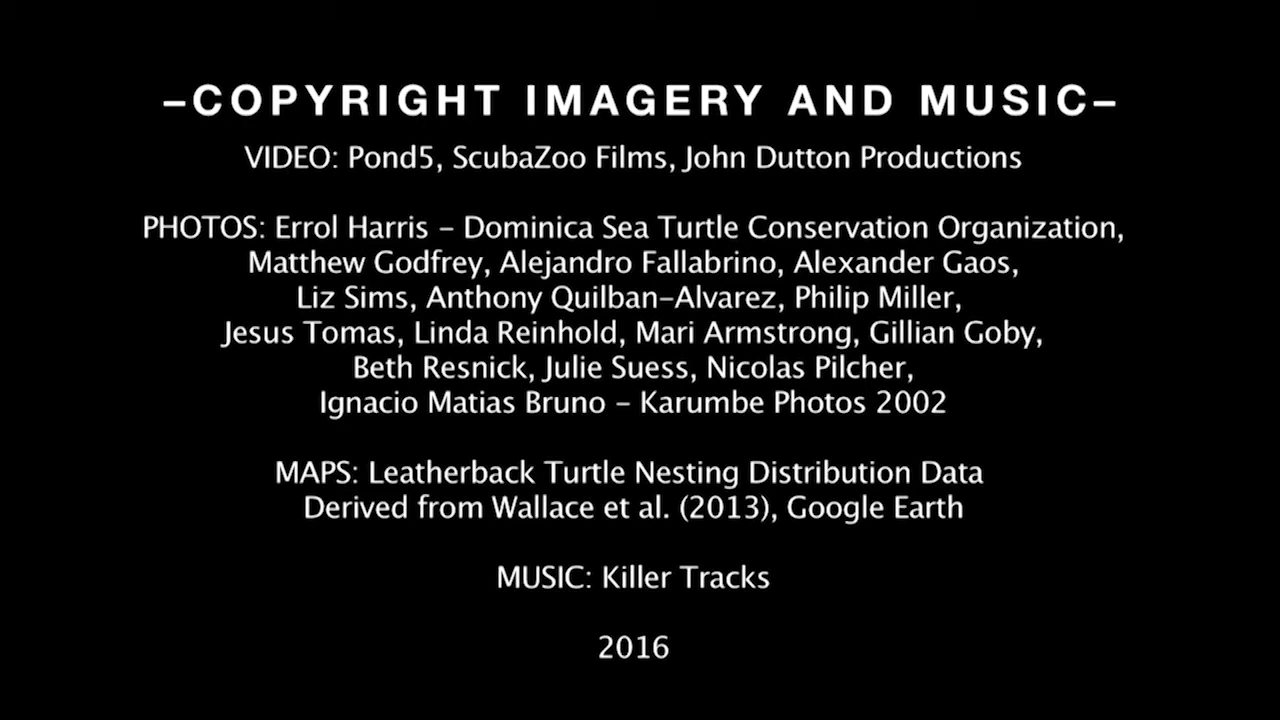 –COPYRIGHT IMAGERY AND MUSIC–
VIDEO: Pond5, ScubaZoo Films, John Dutton Productions
PHOTOS: Errol Harris – Dominica Sea Turtle Conservation Organization,
Matthew Godfrey, Alejandro Fallabrino, Alexander Gaos,
Liz Sims, Anthony Quilban–Alvarez, Philip Miller,
Jesus Tomas, Linda Reinhold, Mari Armstrong, Gillian Goby,
Beth Resnick, Julie Suess, Nicolas Pilcher,
Ignacio Matias Bruno – Karumbe Photos 2002
MAPS: Leatherback Turtle Nesting Distribution Data
Derived from Wallace et al. (2013), Google Earth
MUSIC: Killer Tracks
2016